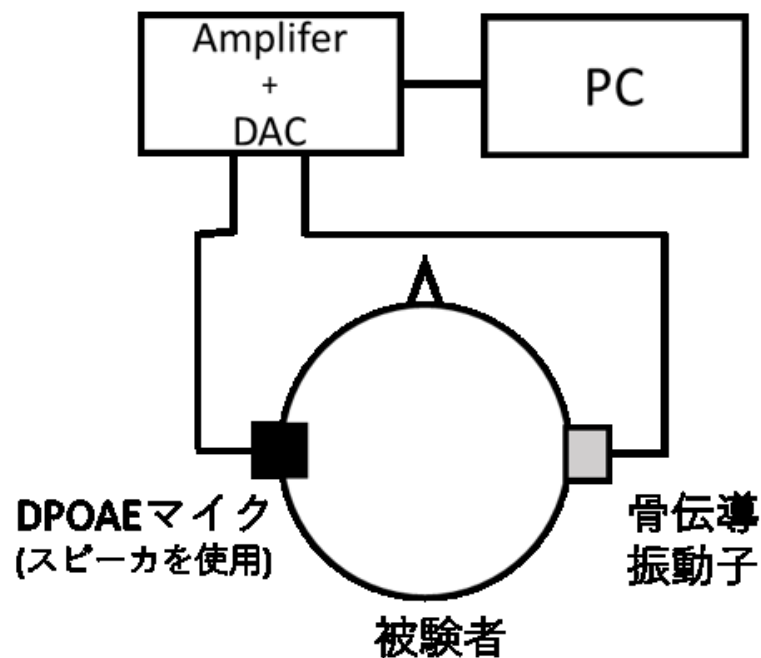 Amplifer
+
DAC
PC
DPOAEマイク
(スピーカを使用)
骨伝導
振動子
被験者